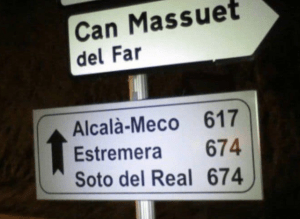 Can Massuet
del Far
Alcalà-Meco 617
Estremera 674
Soto del Real 674